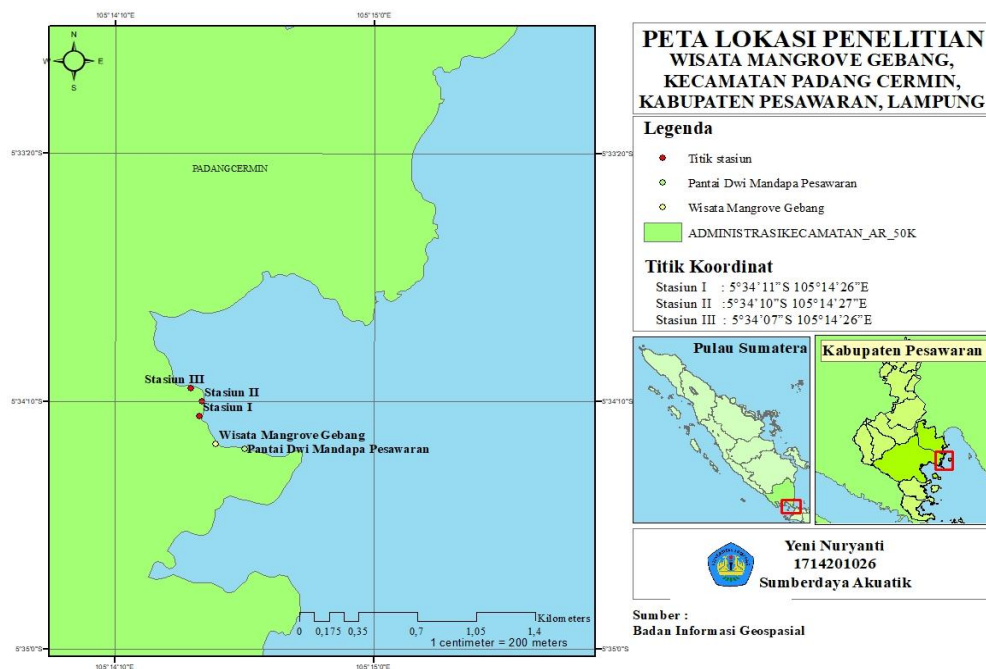 105°14'10"E 105°15'0"E
N
W E
S
5°33'20"S 5°33'20"S
PADANGCERMIN
Stasiun III
Stasiun II
5°34'10"S 5°34'10"S
Stasiun I
Wisata Mangrove Gebang
Pantai Dwi Mandapa Pesawaran
Kilometers
0 0,175 0,35 0,7 1,05 1,4
1 centimeter = 200 meters
5°35'0"S 5°35'0"S
105°14'10"E 105°15'0"E
PETA LOKASI PENELITIAN
WISATA MANGROVE GEBANG,
KECAMATAN PADANG CERMIN,
KABUPATEN PESAWARAN, LAMPUNG
Legenda
Titik stasiun
Pantai Dwi Mandapa Pesawaran
Wisata Mangrove Gebang
ADMINISTRASIKECAMATAN_AR_50K
Titik Koordinat
Stasiun I : 5°34’11”S 105°14’26”E
Stasiun II :5°34’10”S 105°14’27”E
Stasiun III : 5°34’07”S 105°14’26”E
Pulau Sumatera
Kabupaten Pesawaran
Yeni Nuryanti
1714201026
Sumberdaya Akuatik
Sumber :
Badan Informasi Geospasial